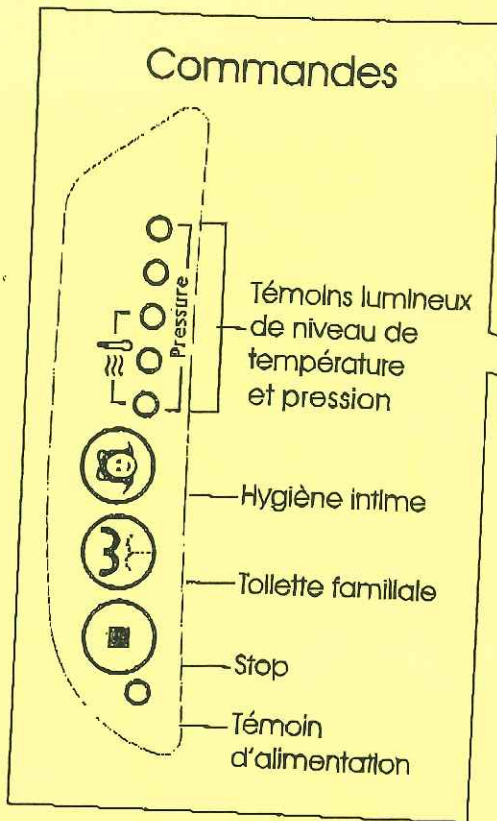 Commandes
Pressure
Témoins lumineux
de niveau de
température
et pression
Hygiène intime
Toilette familiale
Stop
Témoin
d'alimentation